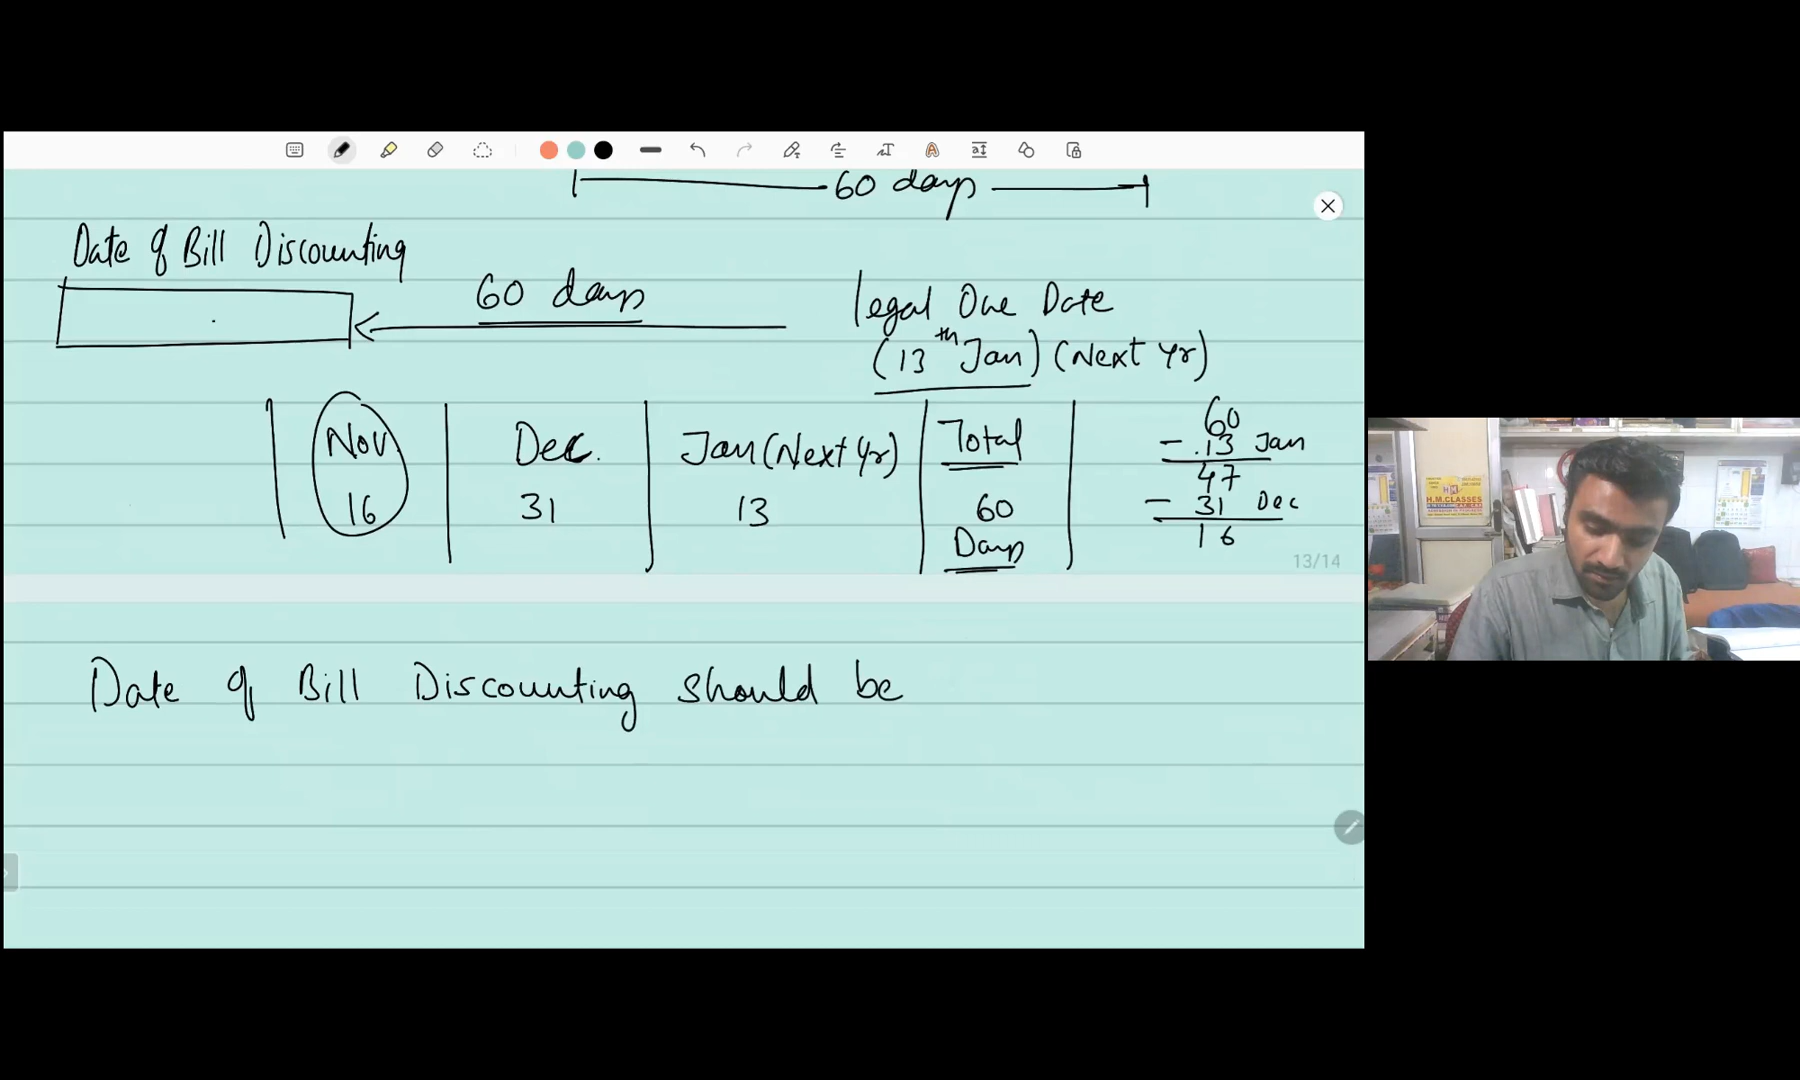 60 days
Date of Bill Discounting
60 days
legal Due Date
(13th Jan) (Next Yr)
Nov. Dec. Jan (Next Yr) Total
16 31 13 60
Days
60
- 13 Jan
47
- 31 Dec
16
13/14
Date of Bill Discounting should be
H.M.CLASSES